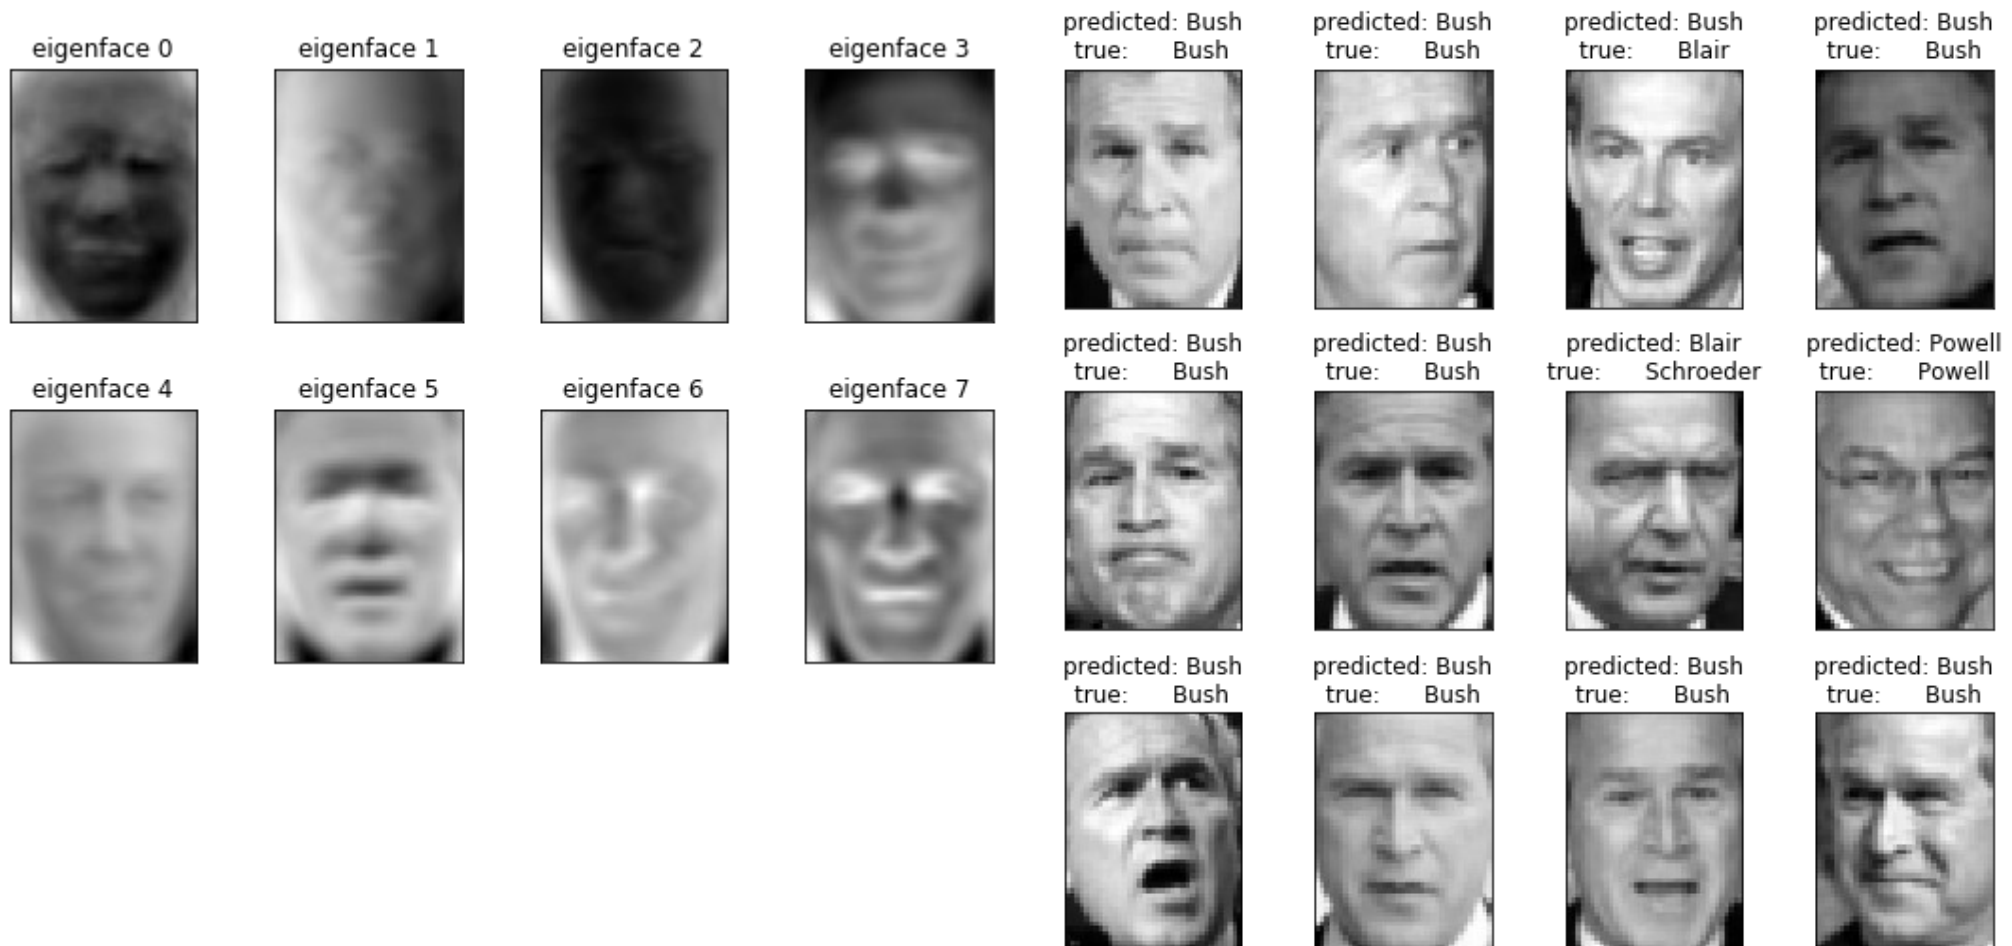 eigenface 0
eigenface 1
eigenface 2
eigenface 3
eigenface 4
eigenface 5
eigenface 6
eigenface 7
predicted: Bush
true: Bush
predicted: Bush
true: Bush
predicted: Bush
true: Blair
predicted: Bush
true: Bush
predicted: Bush
true: Bush
predicted: Bush
true: Bush
predicted: Blair
true: Schroeder
predicted: Powell
true: Powell
predicted: Bush
true: Bush
predicted: Bush
true: Bush
predicted: Bush
true: Bush
predicted: Bush
true: Bush